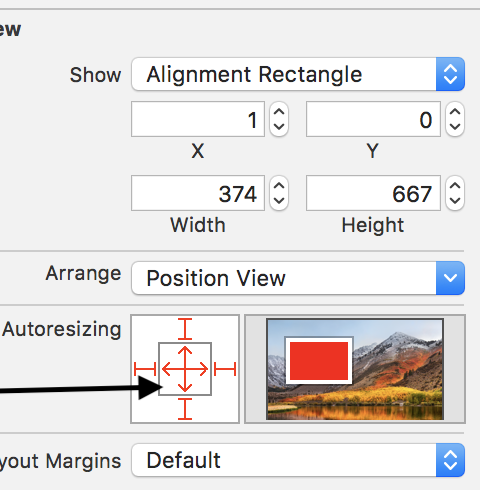 ew
Show Alignment Rectangle
1 0
X Y
374 667
Width Height
Arrange Position View
Autoresizing
yout Margins Default